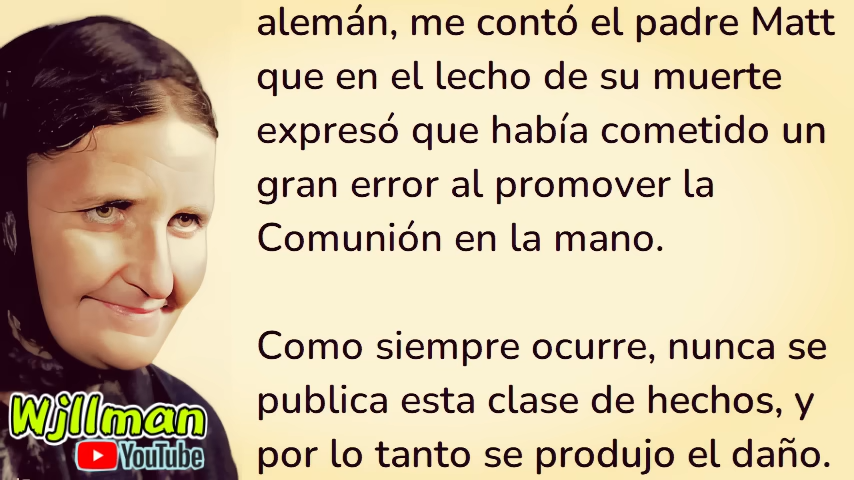 alemán, me contó el padre Matt
que en el lecho de su muerte
expresó que había cometido un
gran error al promover la
Comunión en la mano.
Como siempre ocurre, nunca se
publica esta clase de hechos, y
por lo tanto se produjo el daño.
Wjllman
YouTube